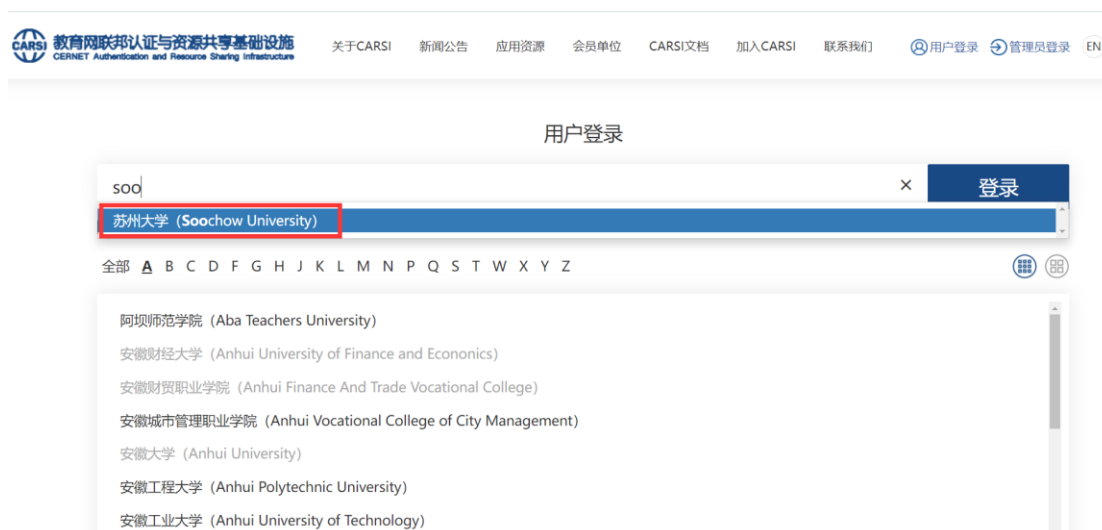 CARSI 教育网联邦认证与资源共享基础设施
CERNET Authentication and Resource Sharing Infrastructure
关于CARSI 新闻公告 应用资源 会员单位 CARSI文档 加入CARSI 联系我们 用户登录 管理员登录 EN
用户登录
soo × 登录
苏州大学（Soochow University）
全部 A B C D F G H J K L M N P Q S T W X Y Z
阿坝师范学院（Aba Teachers University）
安徽财经大学（Anhui University of Finance and Econonics）
安徽财贸职业学院（Anhui Finance And Trade Vocational College）
安徽城市管理职业学院（Anhui Vocational College of City Management）
安徽大学（Anhui University）
安徽工程大学（Anhui Polytechnic University）
安徽工业大学（Anhui University of Technology）